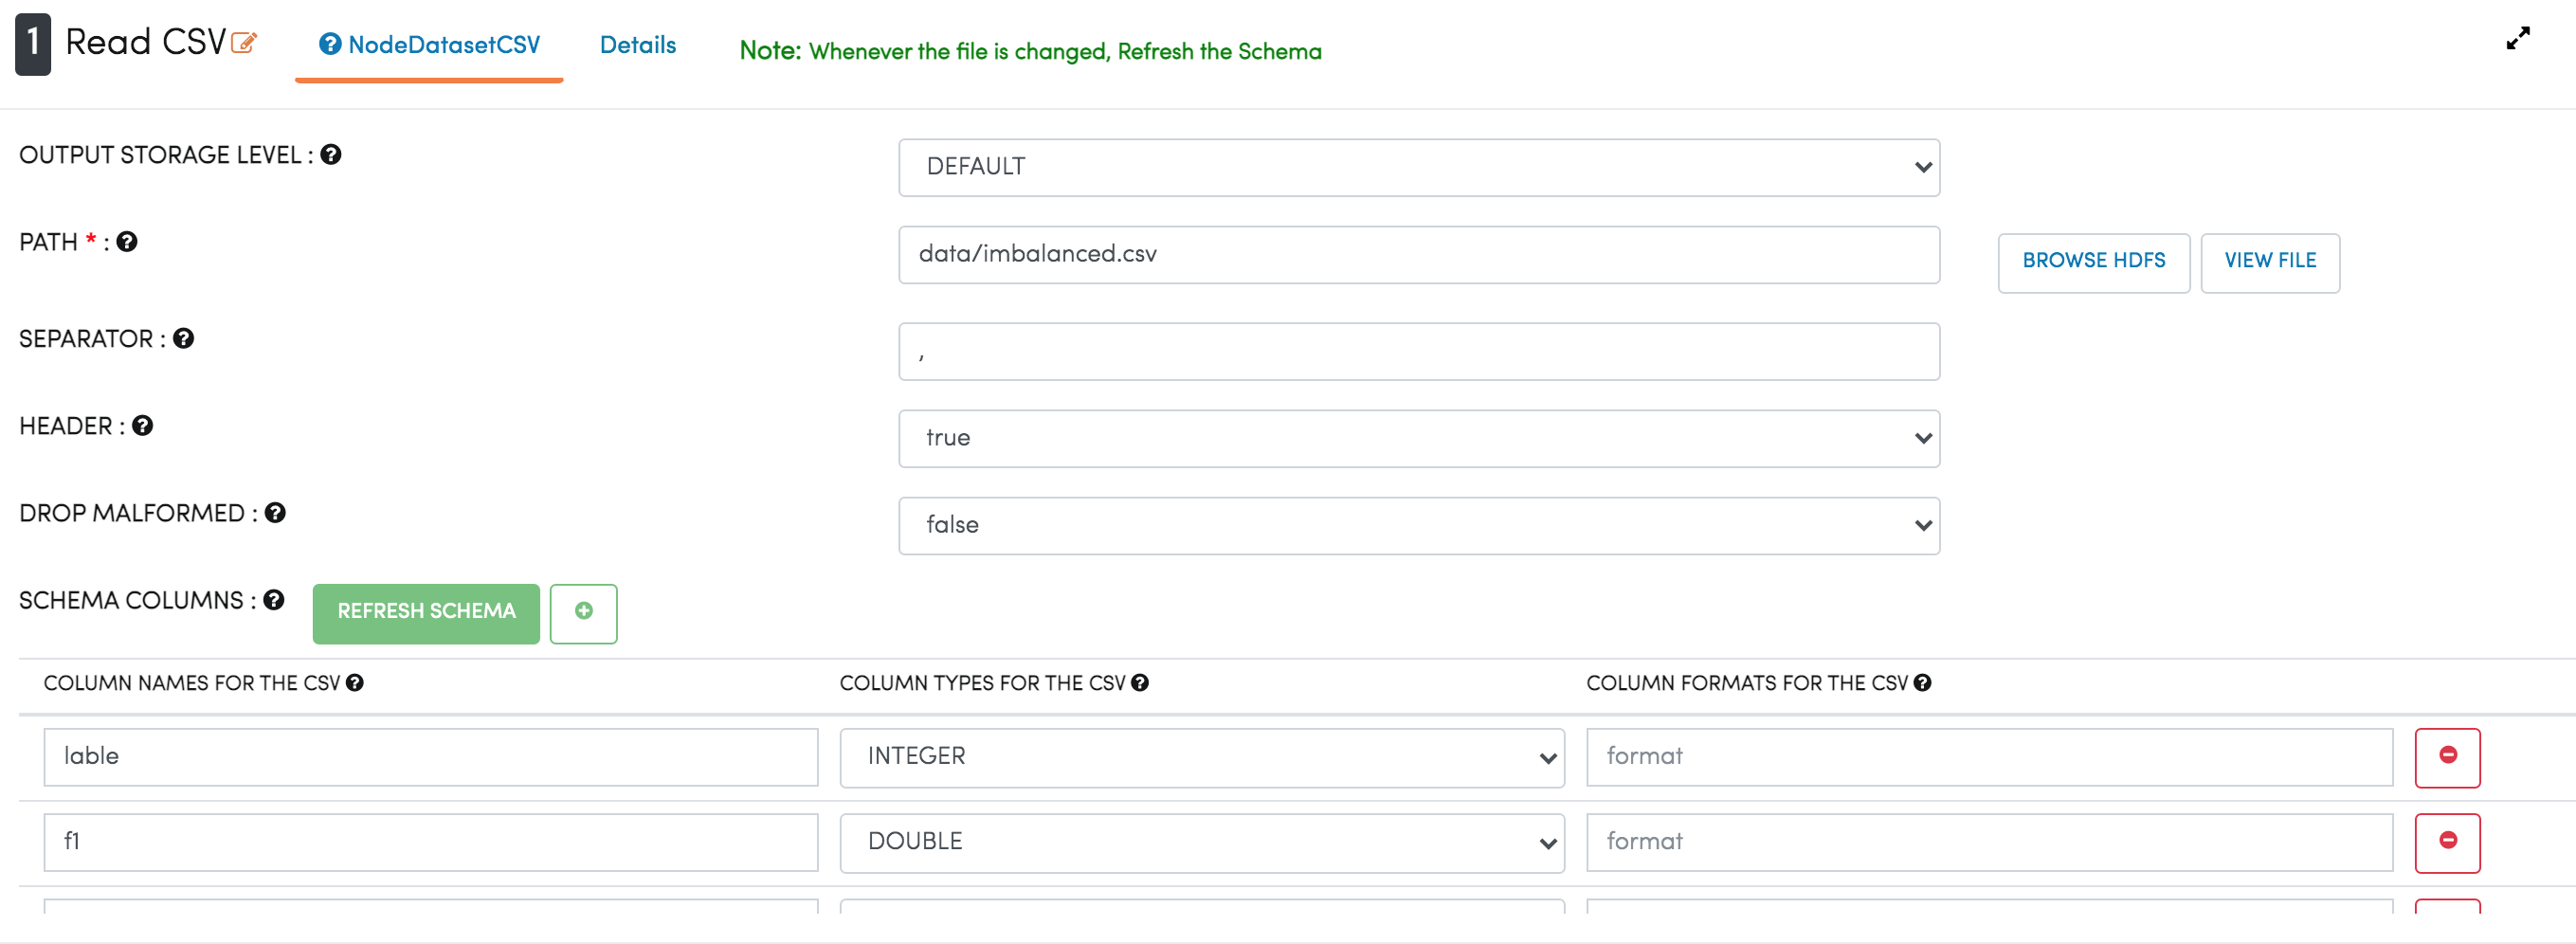 1 Read CSV NodeDatasetCSV Details Note: Whenever the file is changed, Refresh the Schema
OUTPUT STORAGE LEVEL : DEFAULT
PATH * : data/imbalanced.csv BROWSE HDFS VIEW FILE
SEPARATOR : ,
HEADER : true
DROP MALFORMED : false
SCHEMA COLUMNS : REFRESH SCHEMA
COLUMN NAMES FOR THE CSV COLUMN TYPES FOR THE CSV COLUMN FORMATS FOR THE CSV
lable INTEGER format
f1 DOUBLE format